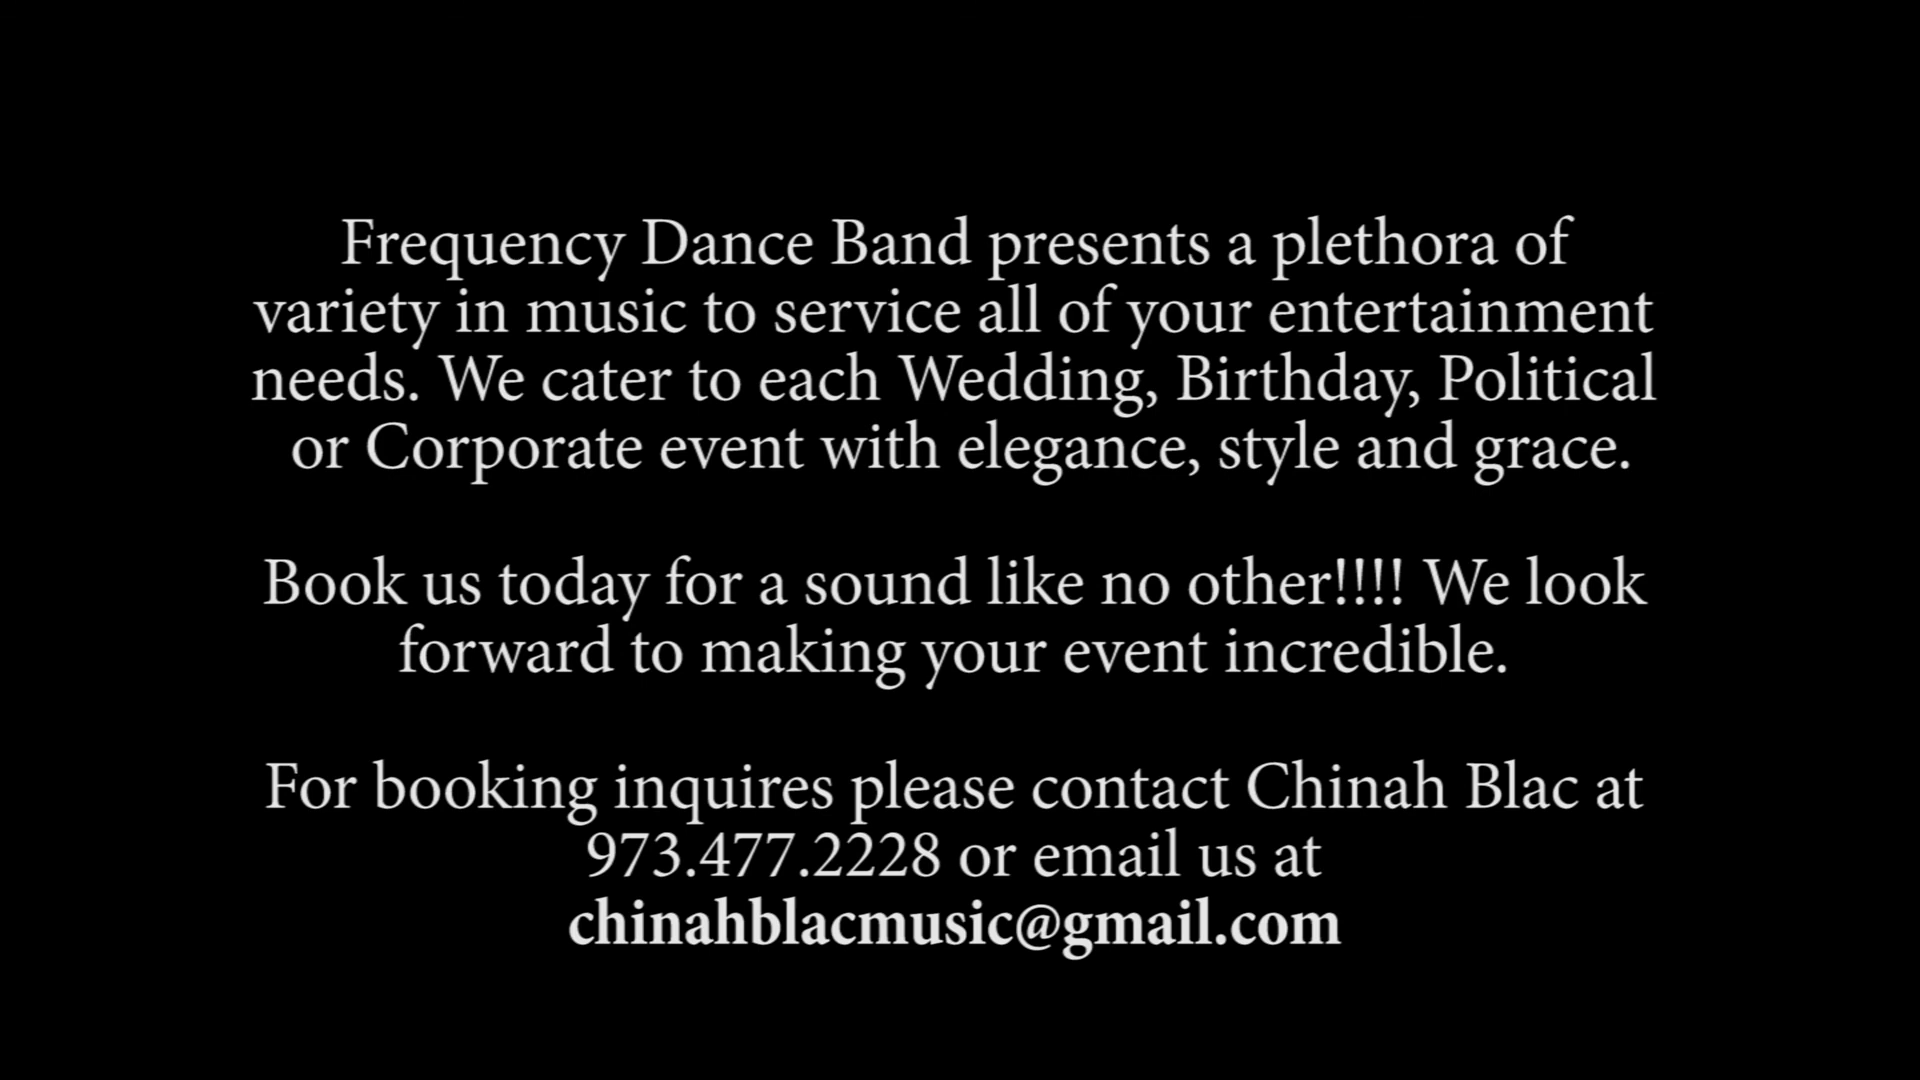 Frequency Dance Band presents a plethora of
variety in music to service all of your entertainment
needs. We cater to each Wedding, Birthday, Political
or Corporate event with elegance, style and grace.
Book us today for a sound like no other!!!! We look
forward to making your event incredible.
For booking inquires please contact Chinah Blac at
973.477.2228 or email us at
chinahblacmusic@gmail.com